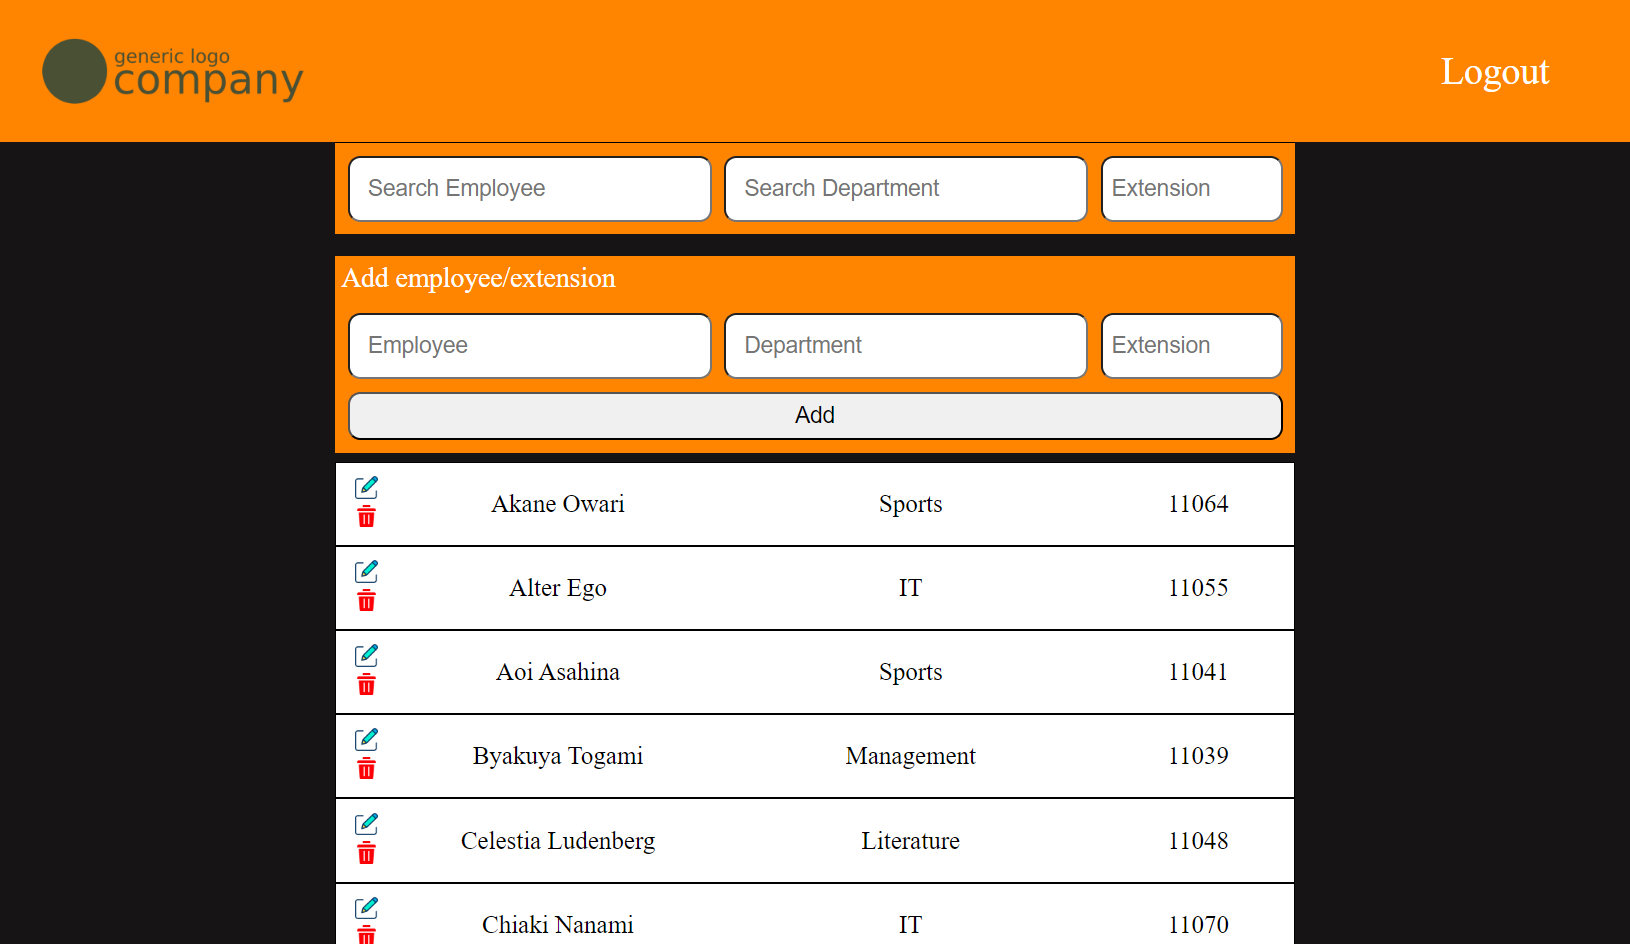 generic logo
company
Logout
Search Employee Search Department Extension
Add employee/extension
Employee Department Extension
Add
Akane Owari Sports 11064
Alter Ego IT 11055
Aoi Asahina Sports 11041
Byakuya Togami Management 11039
Celestia Ludenberg Literature 11048
Chiaki Nanami IT 11070